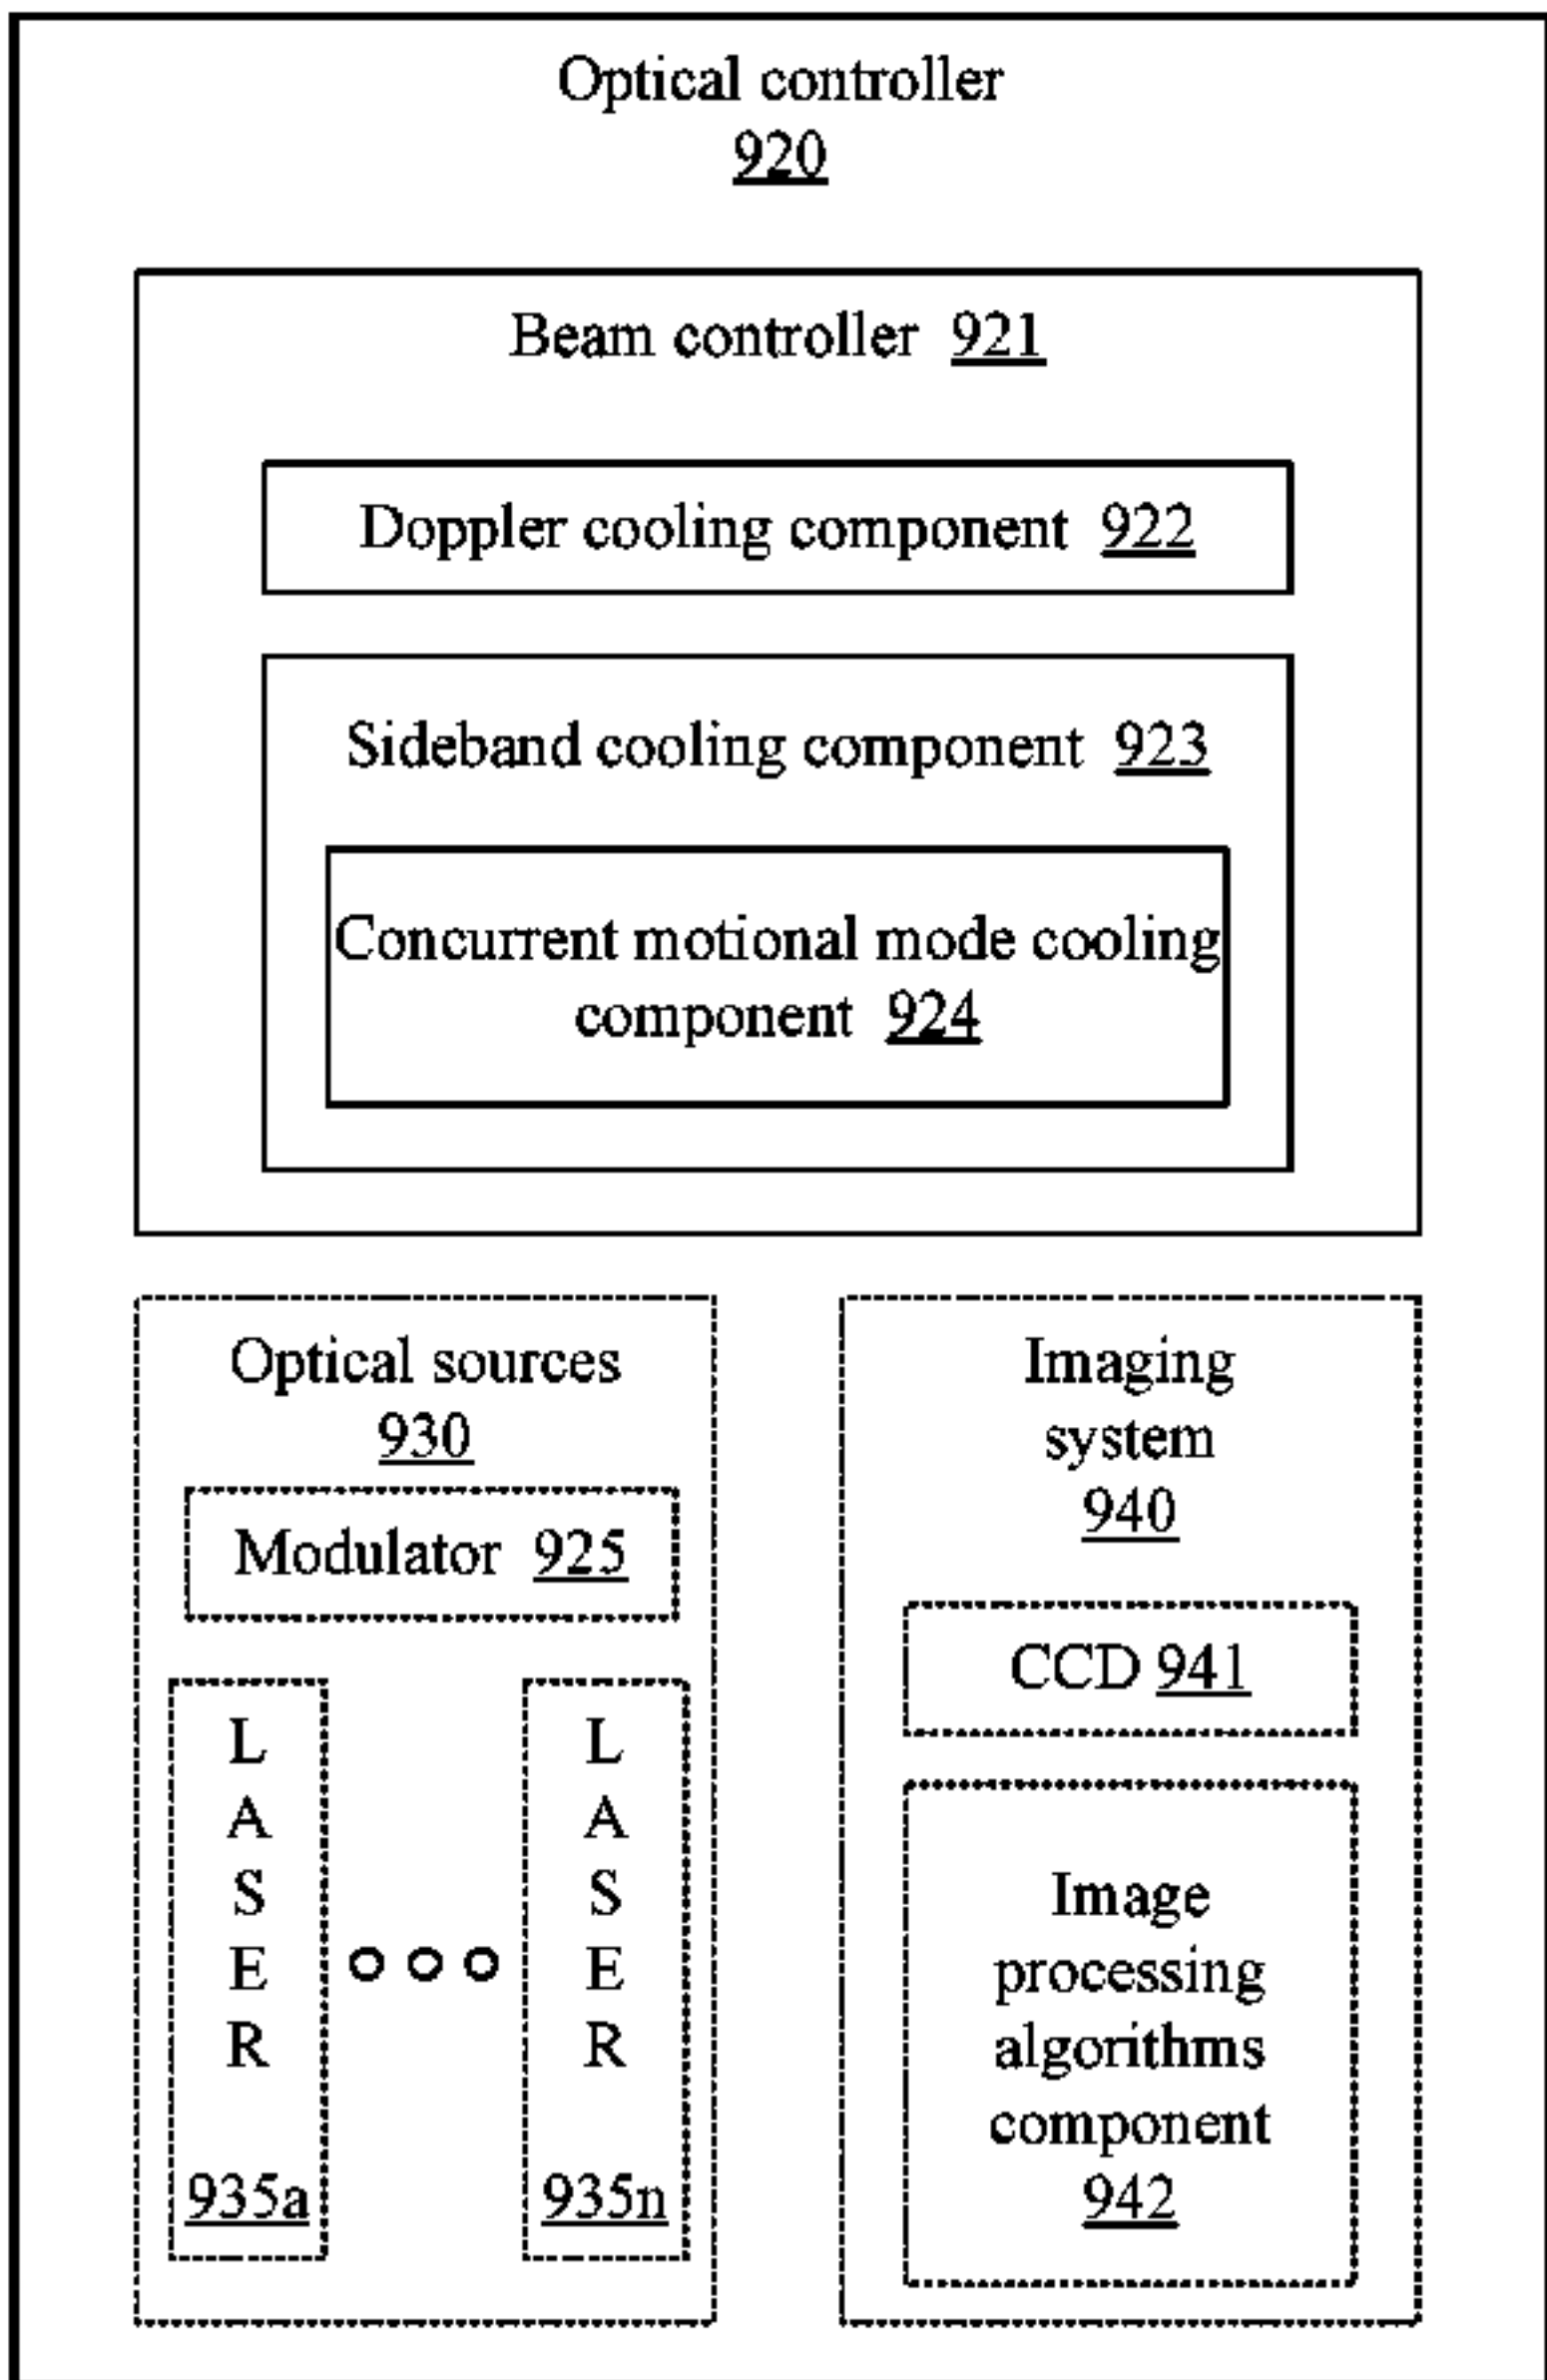 Optical controller
920
Beam controller 921
Doppler cooling component 922
Sideband cooling component 923
Concurrent motional mode cooling
component 924
Optical sources
930
Modulator 925
L
A
S
E
R
935a
L
A
S
E
R
935n
Imaging
system
940
CCD 941
Image
processing
algorithms
component
942